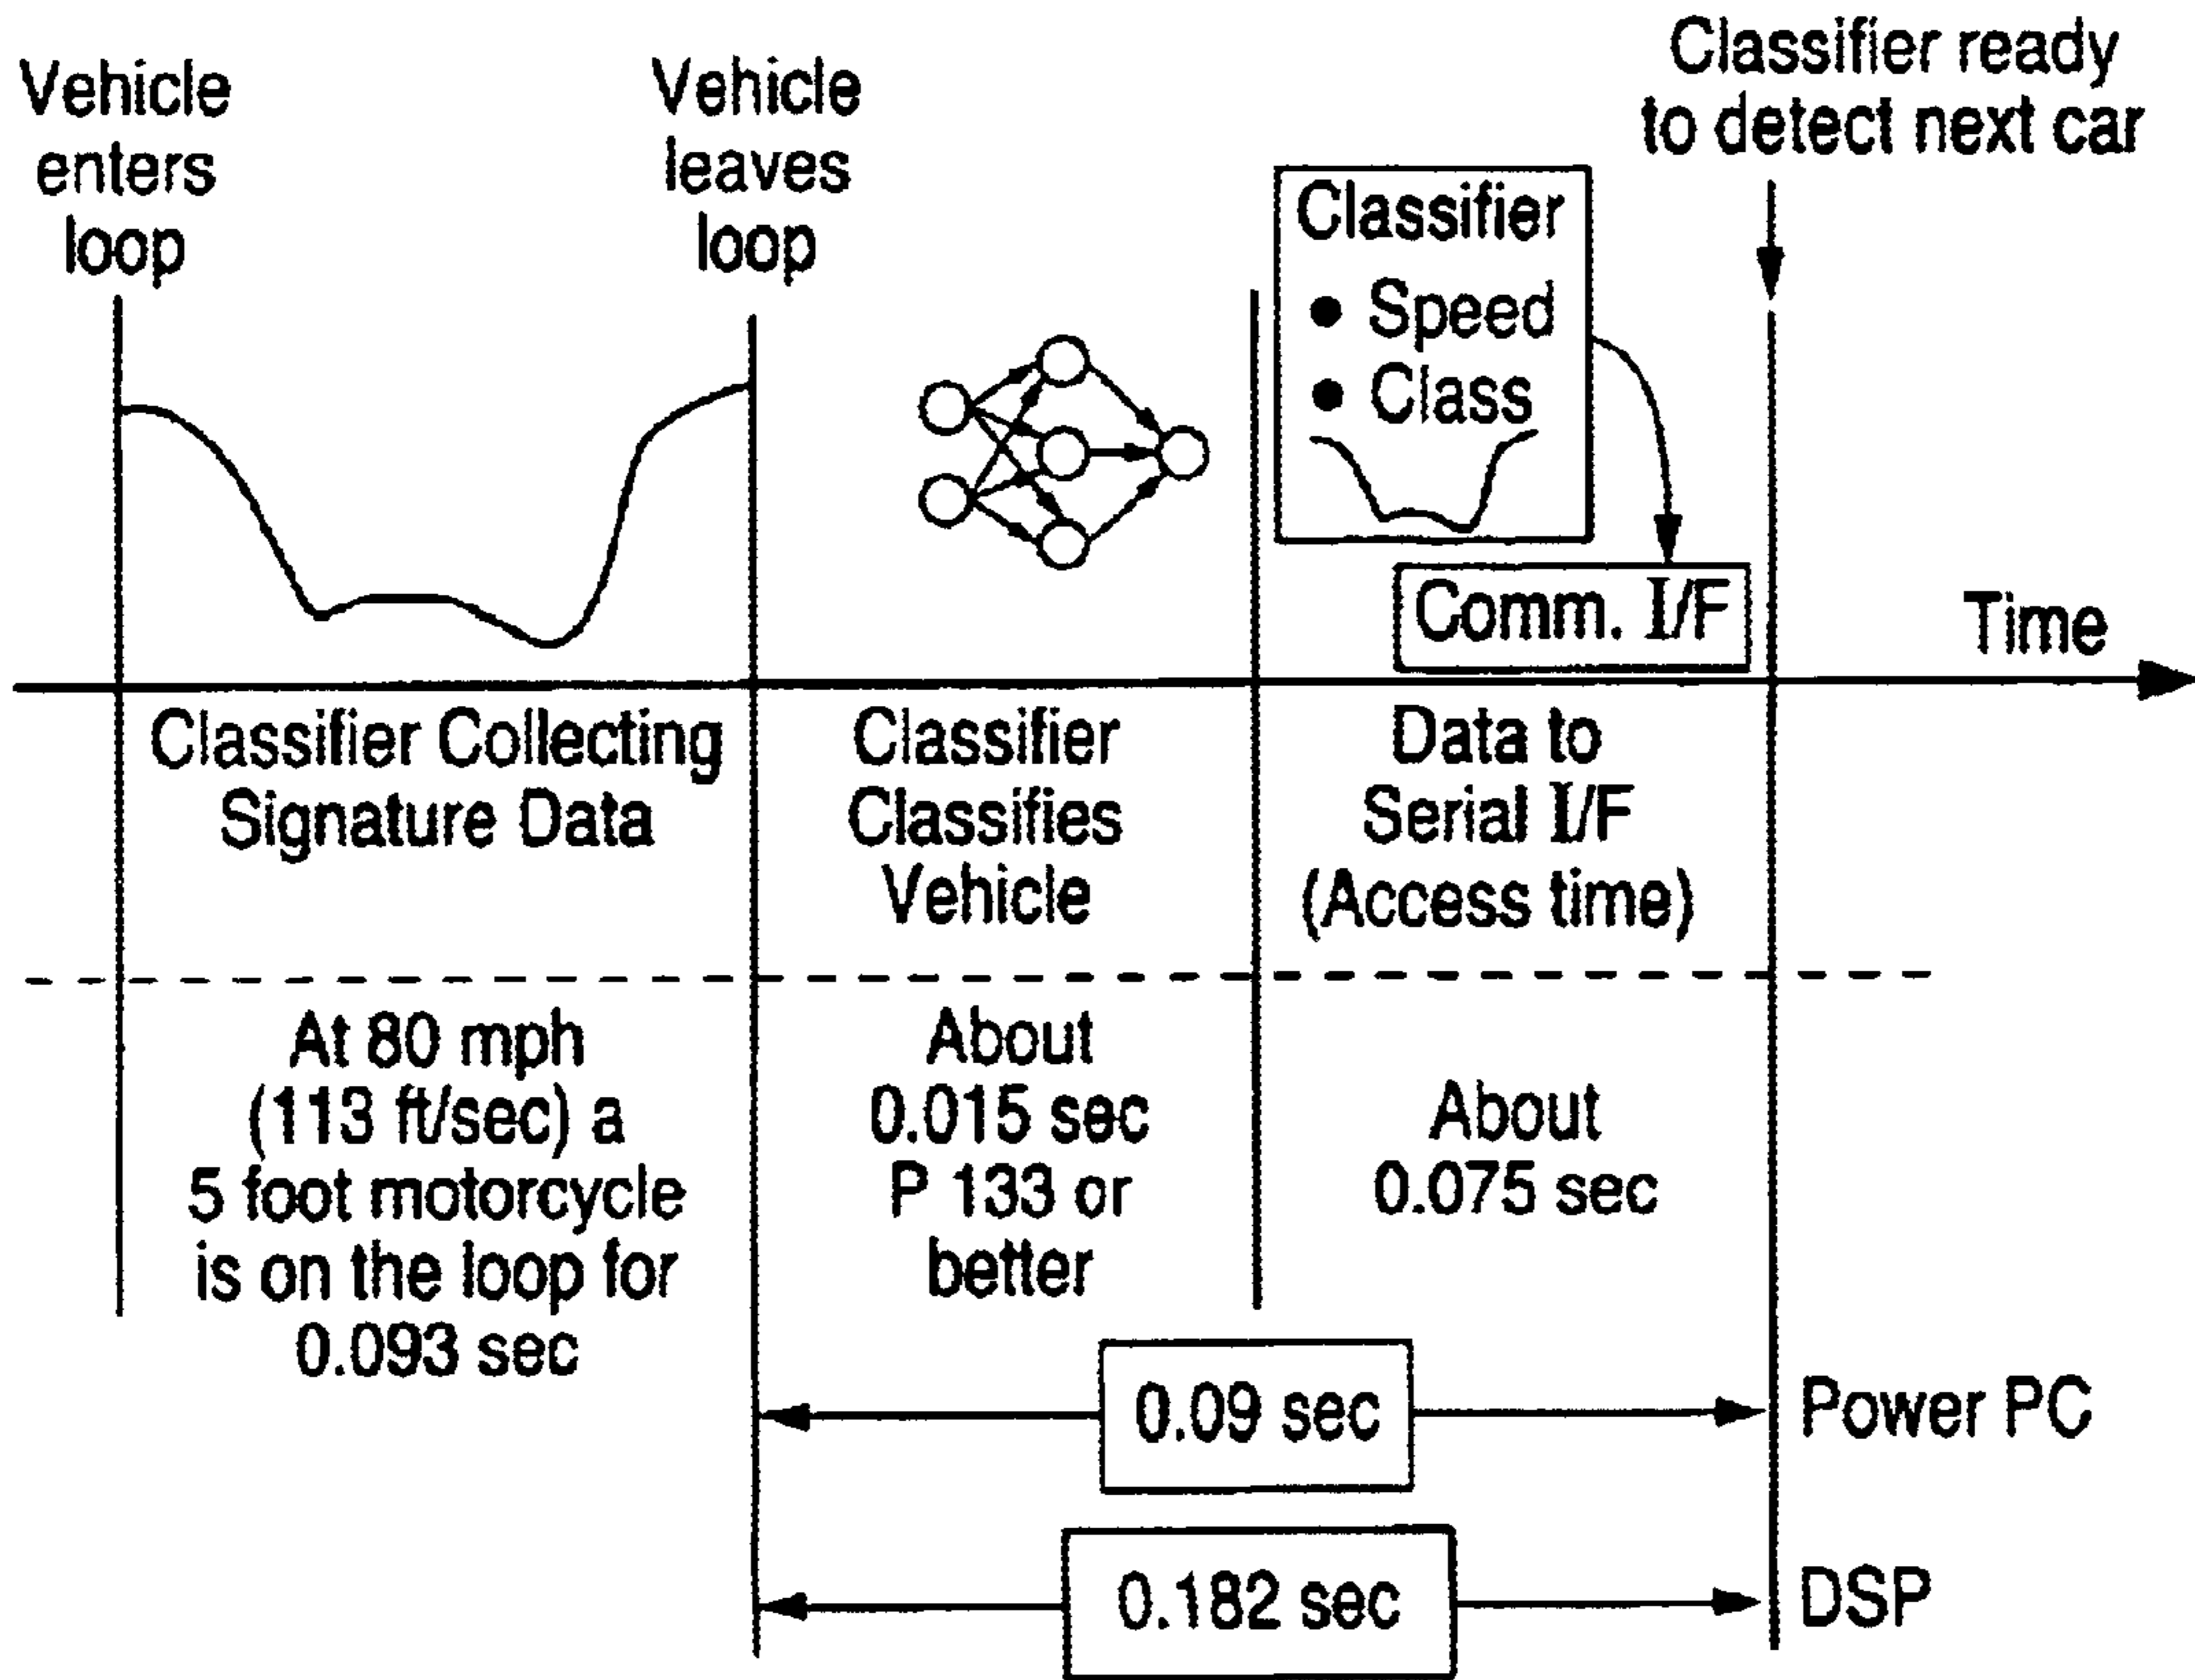 Vehicle
enters
loop
Vehicle
leaves
loop
Classifier ready
to detect next car
Classifier
• Speed
• Class
Comm. I/F
Time
Classifier Collecting
Signature Data
Classifier
Classifies
Vehicle
Data to
Serial I/F
(Access time)
At 80 mph
(113 ft/sec) a
5 foot motorcycle
is on the loop for
0.093 sec
About
0.015 sec
P 133 or
better
About
0.075 sec
0.09 sec
Power PC
0.182 sec
DSP